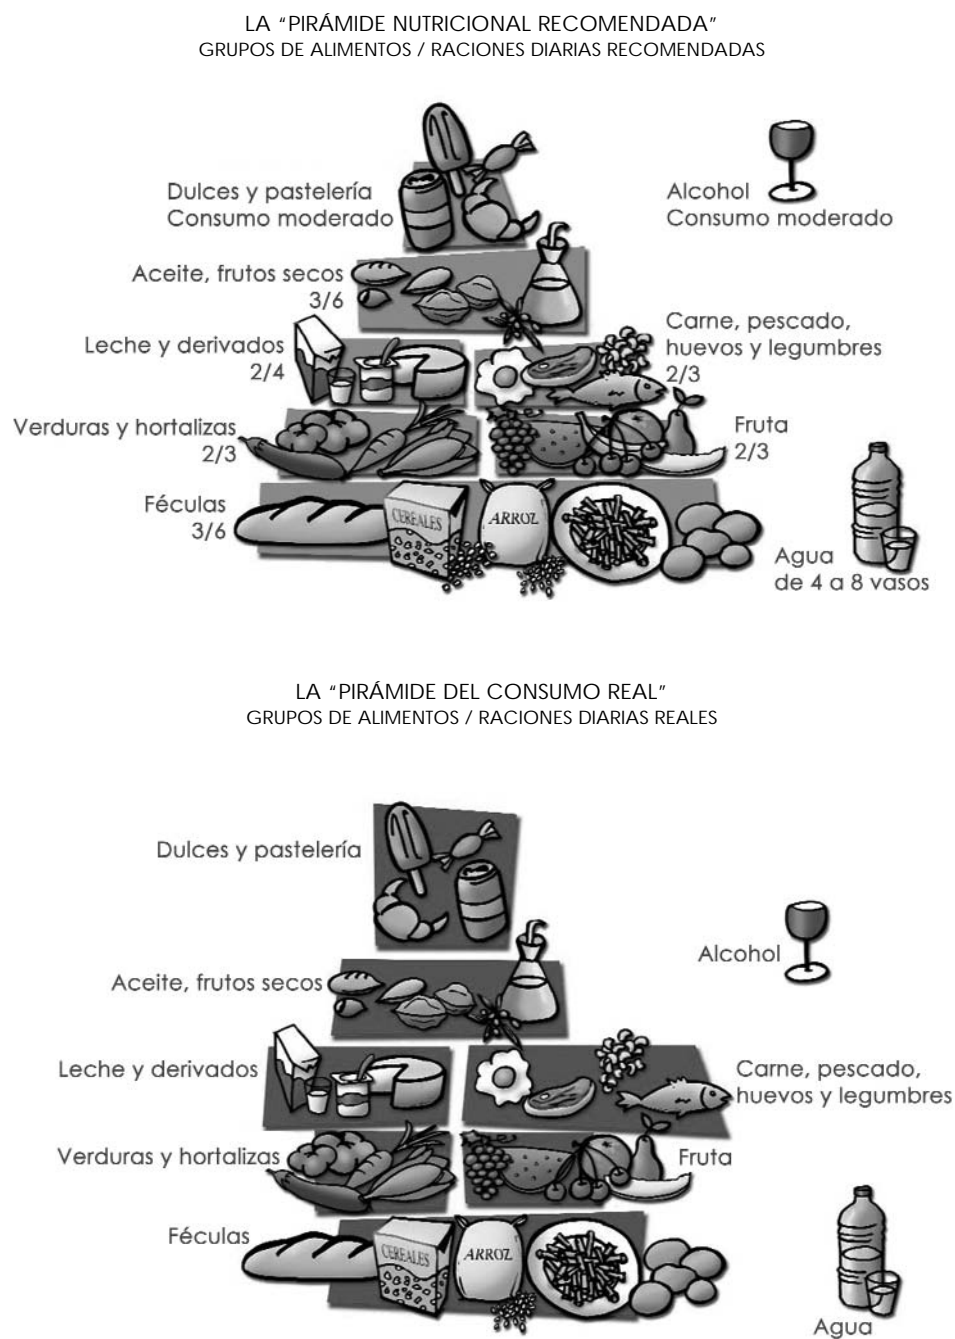 LA “PIRÁMIDE NUTRICIONAL RECOMENDADA”
GRUPOS DE ALIMENTOS / RACIONES DIARIAS RECOMENDADAS
Dulces y pastelería
Consumo moderado
Alcohol
Consumo moderado
Aceite, frutos secos
3/6
Leche y derivados
2/4
Carne, pescado,
huevos y legumbres
2/3
Verduras y hortalizas
2/3
Fruta
2/3
Féculas
3/6
CEREALES
ARROZ
Agua
de 4 a 8 vasos
LA “PIRÁMIDE DEL CONSUMO REAL”
GRUPOS DE ALIMENTOS / RACIONES DIARIAS REALES
Dulces y pastelería
Alcohol
Aceite, frutos secos
Leche y derivados
Carne, pescado,
huevos y legumbres
Verduras y hortalizas
Fruta
Féculas
CEREALES
ARROZ
Agua